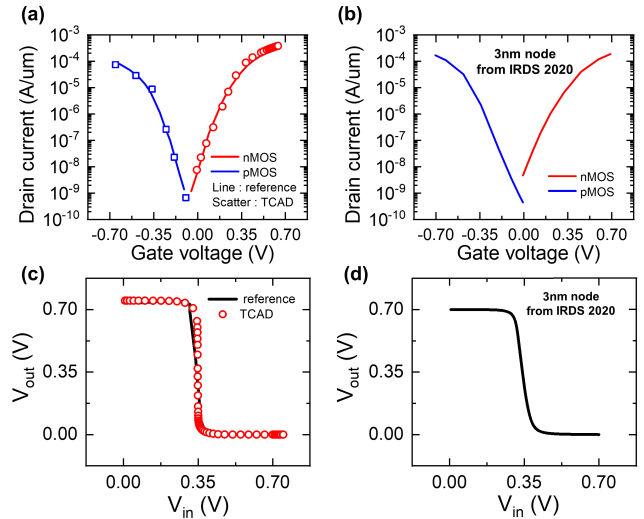 (a)
10^-3
10^-4
10^-5
10^-6
10^-7
10^-8
10^-9
10^-10
Drain current (A/um)
nMOS
pMOS
Line : reference
Scatter : TCAD
-0.70 -0.35 0.00 0.35 0.70
Gate voltage (V)
(b)
10^-3
10^-4
10^-5
10^-6
10^-7
10^-8
10^-9
10^-10
Drain current (A/um)
3nm node
from IRDS 2020
nMOS
pMOS
-0.70 -0.35 0.00 0.35 0.70
Gate voltage (V)
(c)
0.70
0.35
0.00
V_out (V)
reference
TCAD
0.00 0.35 0.70
V_in (V)
(d)
0.70
0.35
0.00
V_out (V)
3nm node
from IRDS 2020
0.00 0.35 0.70
V_in (V)